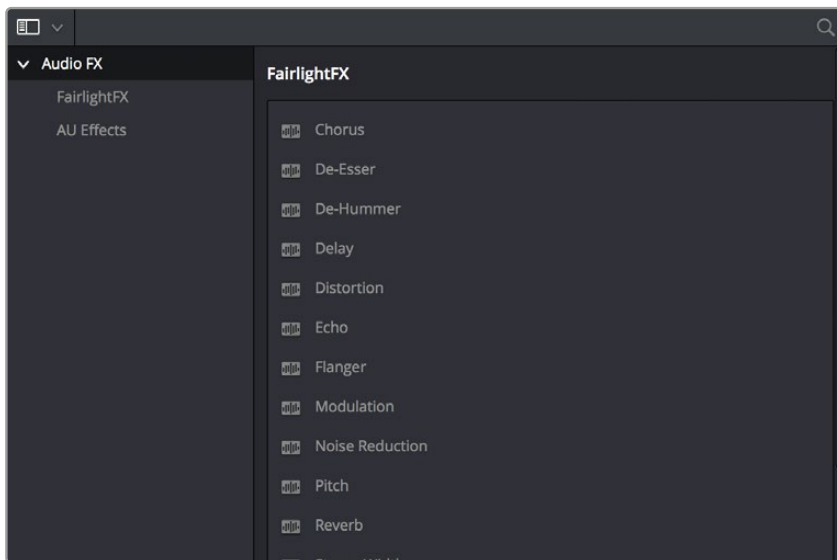 Audio FX
FairlightFX
AU Effects
FairlightFX
Chorus
De-Esser
De-Hummer
Delay
Distortion
Echo
Flanger
Modulation
Noise Reduction
Pitch
Reverb